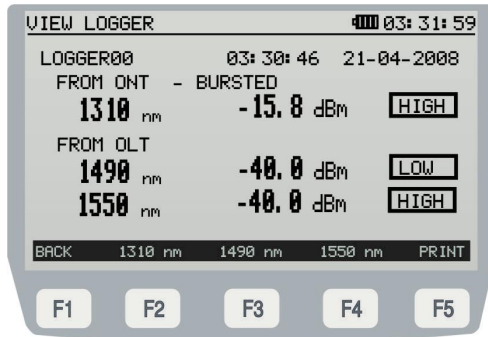 VIEW LOGGER 03:31:59
LOGGER00 03:30:46 21-04-2008
FROM ONT - BURSTED
1310 nm -15.8 dBm HIGH
FROM OLT
1490 nm -40.0 dBm LOW
1550 nm -40.0 dBm HIGH
BACK 1310 nm 1490 nm 1550 nm PRINT
F1 F2 F3 F4 F5